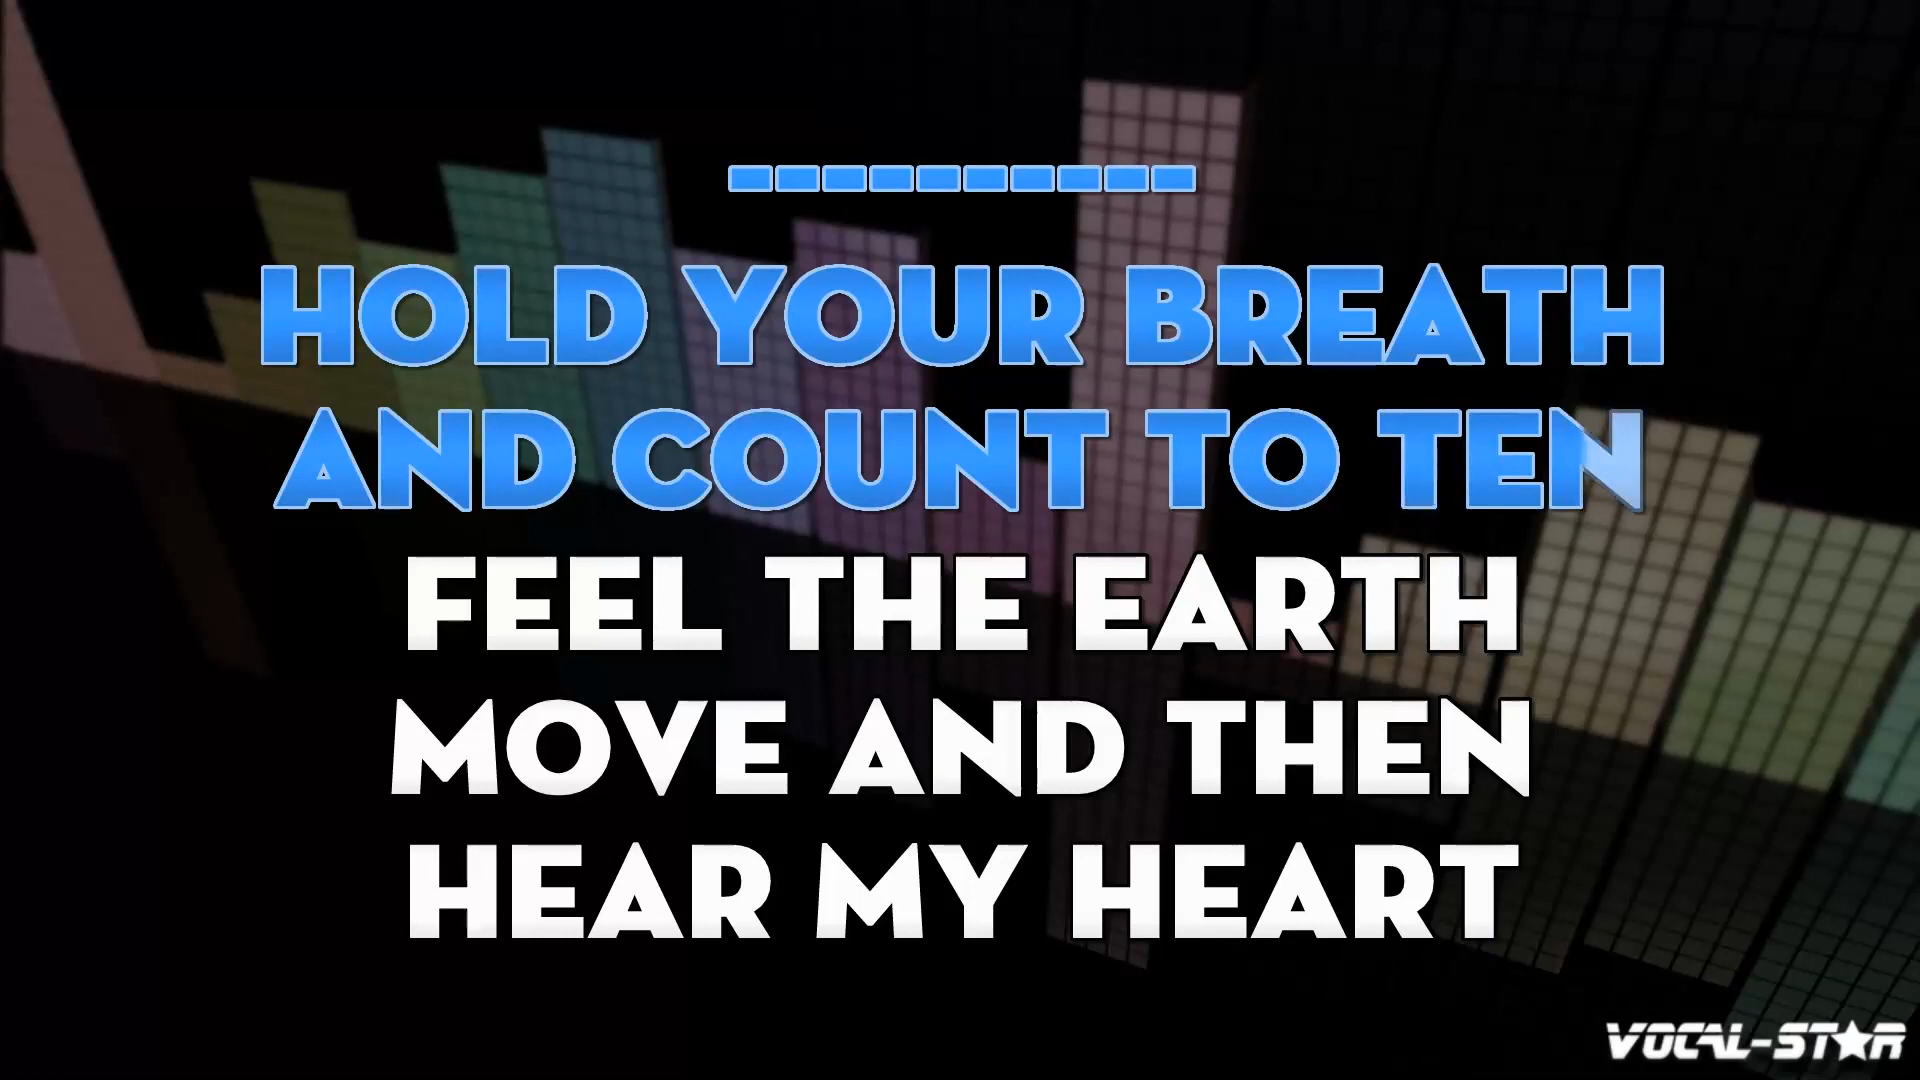 ----------
HOLD YOUR BREATH
AND COUNT TO TEN
FEEL THE EARTH
MOVE AND THEN
HEAR MY HEART
VOCAL-STAR